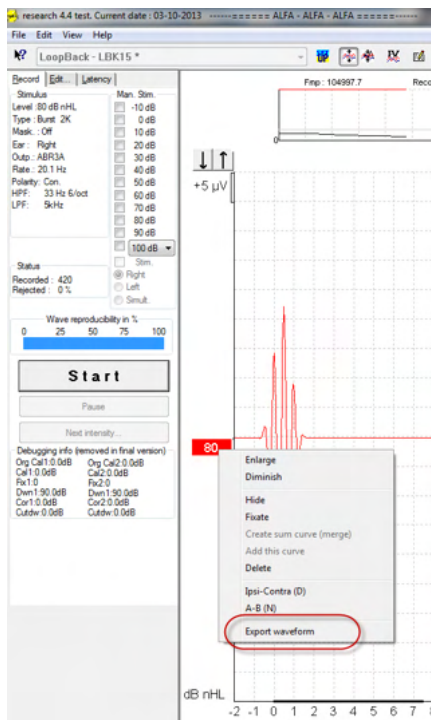 research 4.4 test. Current date : 03-10-2013 ------====== ALFA - ALFA - ALFA ======------
File Edit View Help
LoopBack - LBK15 *
Record Edit... Latency
Stimulus
Level :80 dB nHL
Type : Burst 2K
Mask. : Off
Ear : Right
Outp.: ABR3A
Rate.: 20.1 Hz
Polarity: Con.
HPF: 33 Hz 6/oct
LPF: 5kHz
Man. Stim.
-10 dB
0 dB
10 dB
20 dB
30 dB
40 dB
50 dB
60 dB
70 dB
80 dB
90 dB
100 dB
Stim.
Right
Left
Simult.
Status
Recorded : 420
Rejected : 0 %
Wave reproducibility in %
0 25 50 75 100
Start
Pause
Next intensity...
Debugging info (removed in final version)
Org Cal1:0.0dB Org Cal2:0.0dB
Cal1:0.0dB Cal2:0.0dB
Fix1:0 Fix2:0
Dwn1:90.0dB Dwn1:90.0dB
Cor1:0.0dB Cor2:0.0dB
Cutdw:0.0dB Cutdw:0.0dB
Fmp : 104997.7 Reco
0
+5 µV
80
Enlarge
Diminish
Hide
Fixate
Create sum curve (merge)
Add this curve
Delete
Ipsi-Contra (D)
A-B (N)
Export waveform
dB nHL
-2 -1 0 1 2 3 4 5 6 7 8